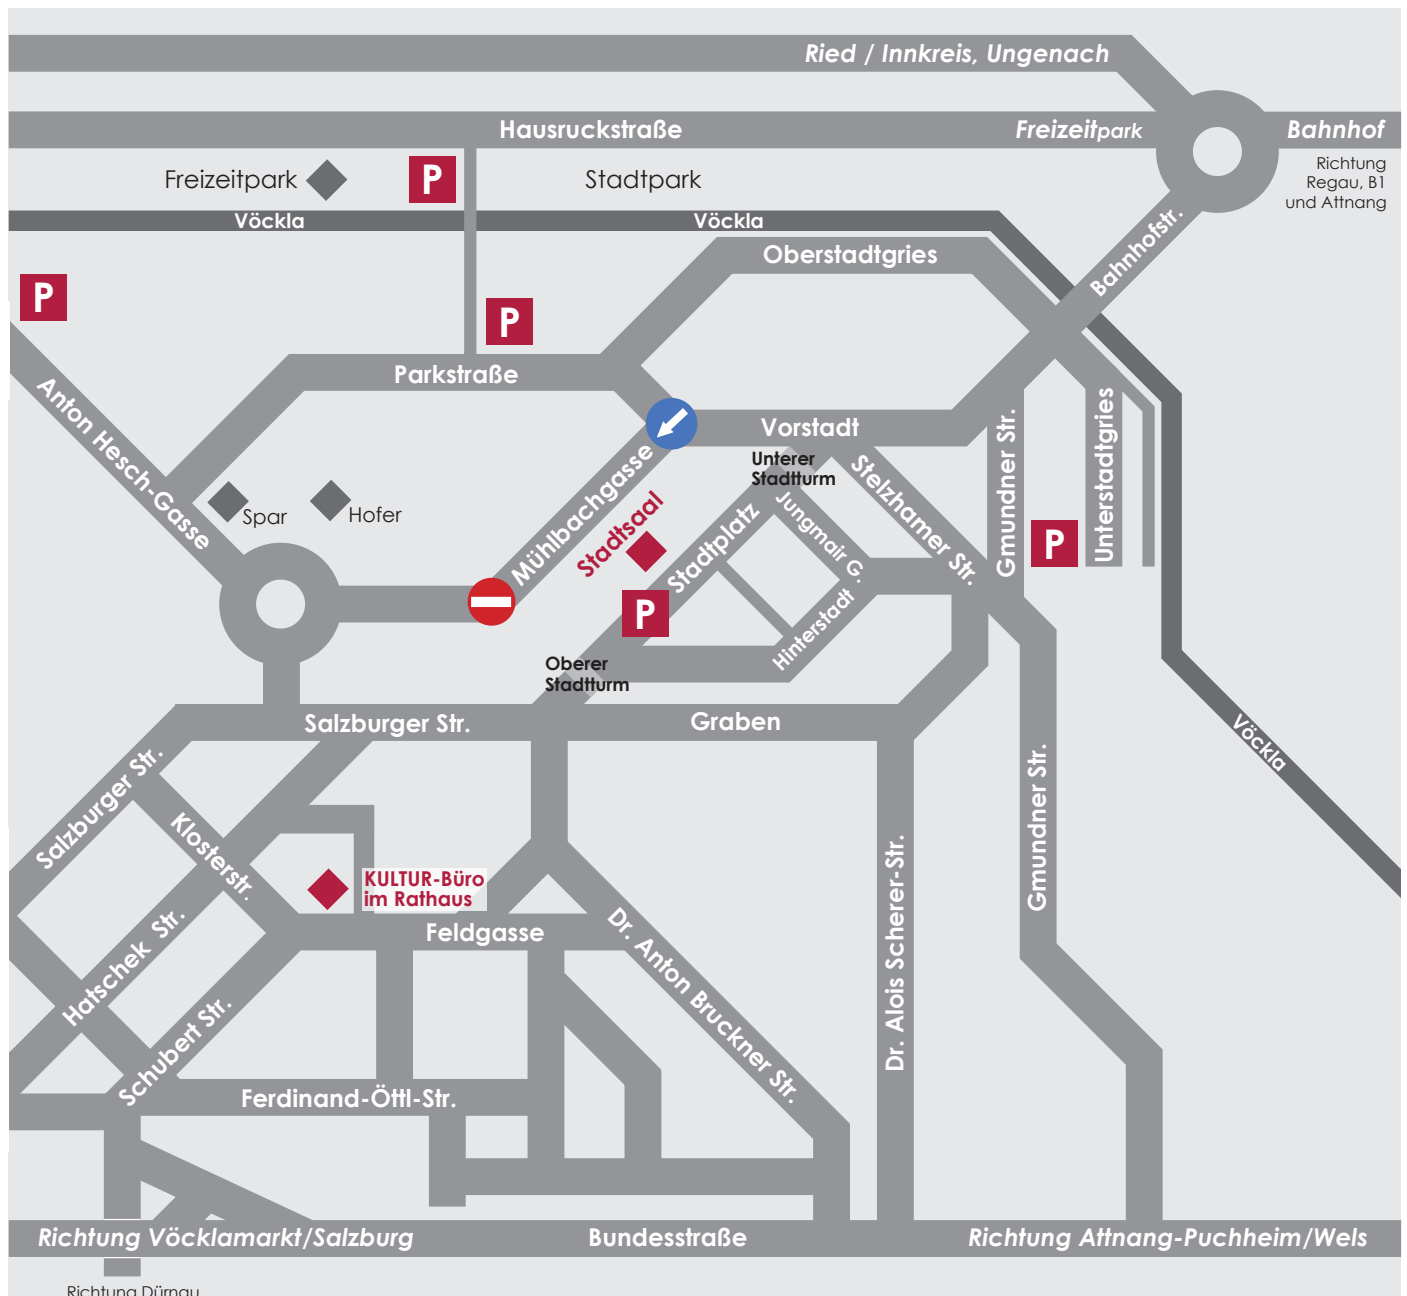 Ried / Innkreis, Ungenach
Hausruckstraße
Freizeitpark
Bahnhof
Richtung
Regau, B1
und Attnang
Freizeitpark
P
Stadtpark
Vöckla
Vöckla
Bahnhofstr.
Oberstadtgries
P
P
Parkstraße
Anton Hesch-Gasse
Vorstadt
Unterer
Stadtturm
Stelzhamer Str.
Gmundner Str.
Unterstadtgries
Spar
Hofer
Mühlbachgasse
Stadtsaal
Stadtplatz
Jungmair G.
P
P
Hinterstadt
Oberer
Stadtturm
Salzburger Str.
Graben
Vöckla
Salzburger Str.
Klosterstr.
KULTUR-Büro
im Rathaus
Feldgasse
Hatschek Str.
Schubert Str.
Dr. Anton Bruckner Str.
Dr. Alois Scherer-Str.
Gmundner Str.
Ferdinand-Öttl-Str.
Richtung Vöcklamarkt/Salzburg
Bundesstraße
Richtung Attnang-Puchheim/Wels
Richtung Dürnau